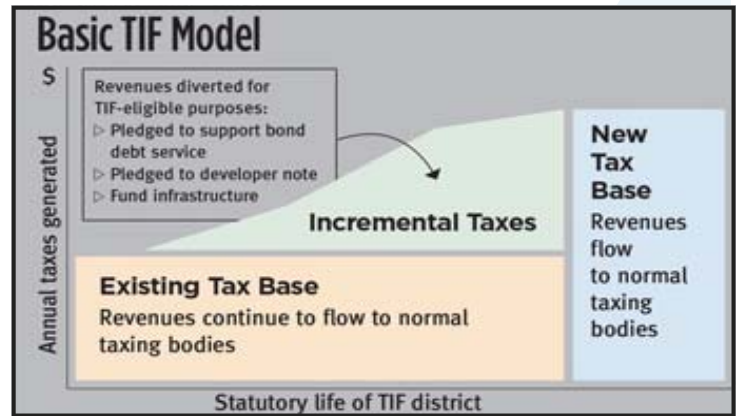 Basic TIF Model
$
Annual taxes generated
Revenues diverted for
TIF-eligible purposes:
▷ Pledged to support bond
debt service
▷ Pledged to developer note
▷ Fund infrastructure
Incremental Taxes
Existing Tax Base
Revenues continue to flow to normal
taxing bodies
New
Tax
Base
Revenues
flow
to normal
taxing
bodies
Statutory life of TIF district